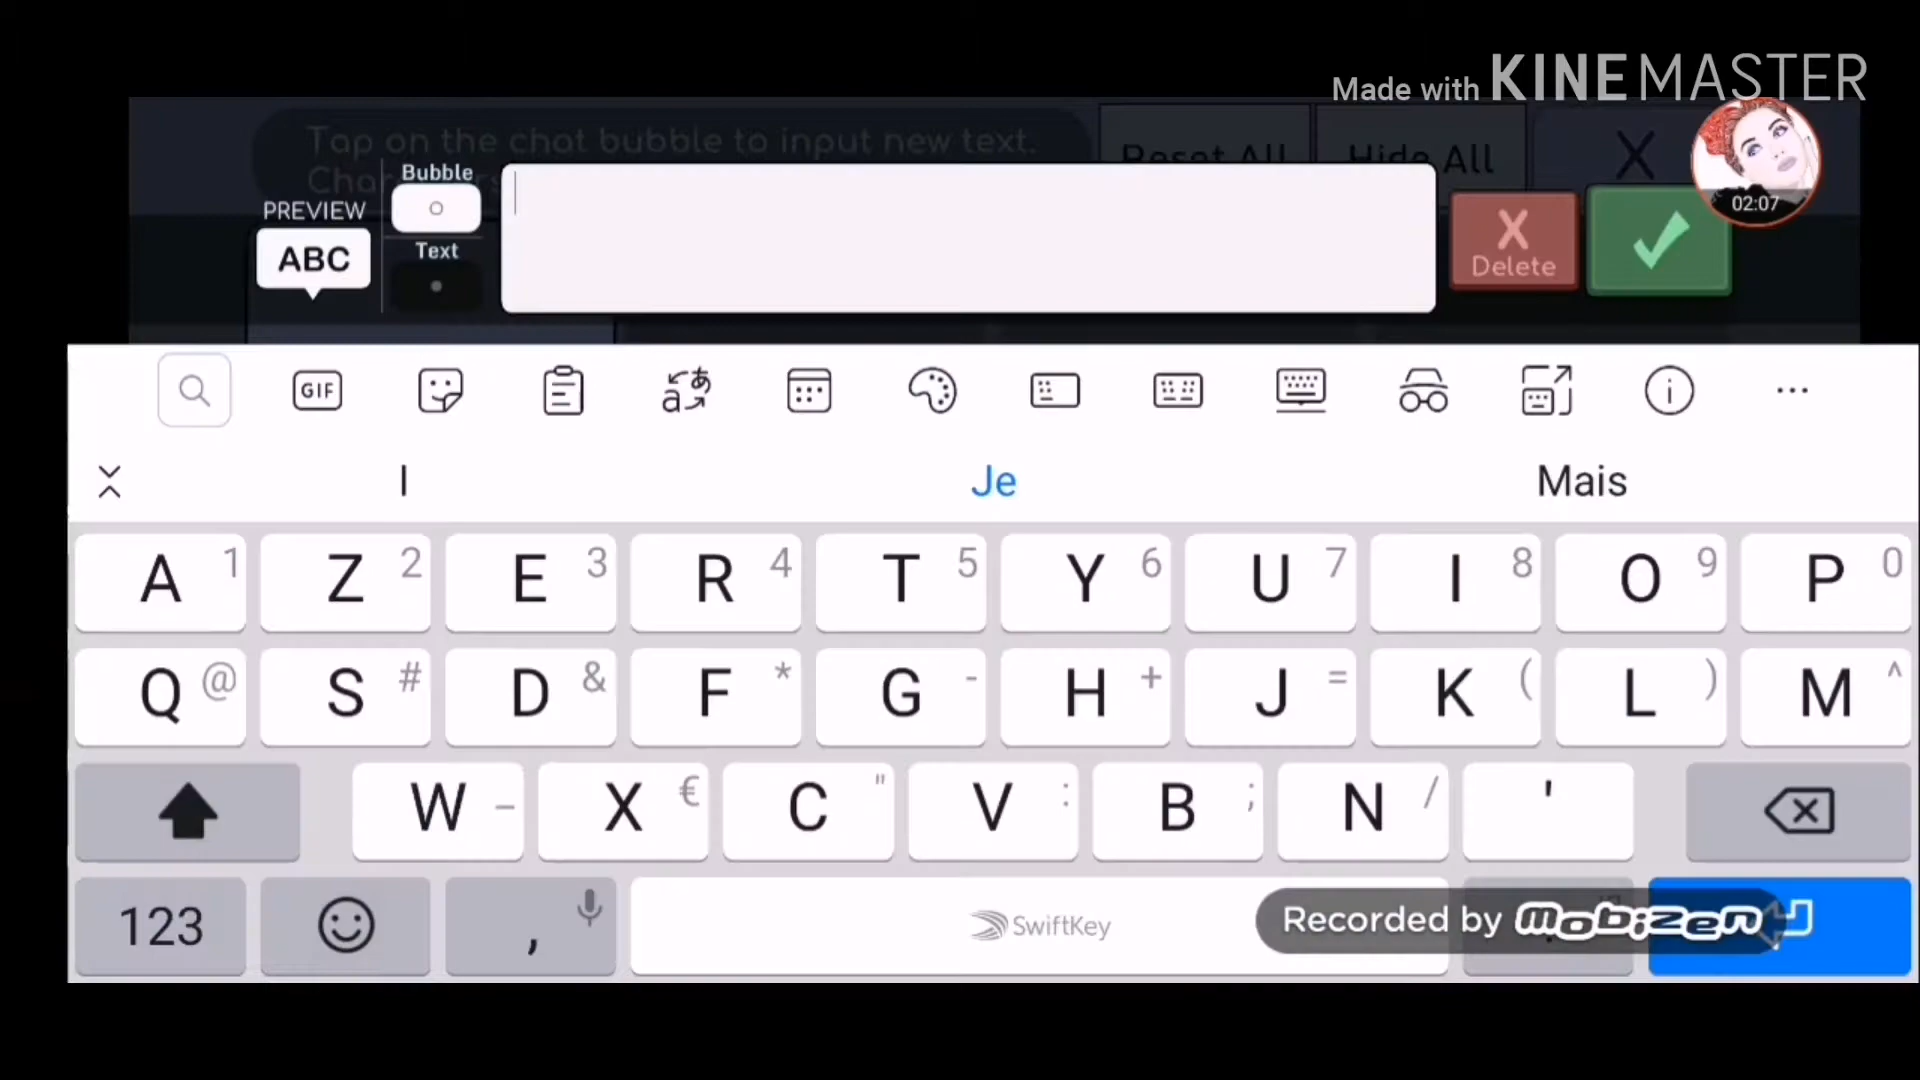 Made with KINEMASTER
Tap on the chat bubble to input new text.
Reset All
Hide All
X
Bubble
PREVIEW
ABC
Text
X
Delete
02:07
GIF
I
Je
Mais
A 1 Z 2 E 3 R 4 T 5 Y 6 U 7 I 8 O 9 P 0
Q @ S # D & F * G - H + J = K ( L ) M ^
W _ X € C " V : B ; N / '
123 , SwiftKey
Recorded by mobizen